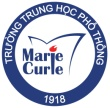 TRƯỜNG TRUNG HỌC PHỔ THÔNG
Marie
Curie
1918